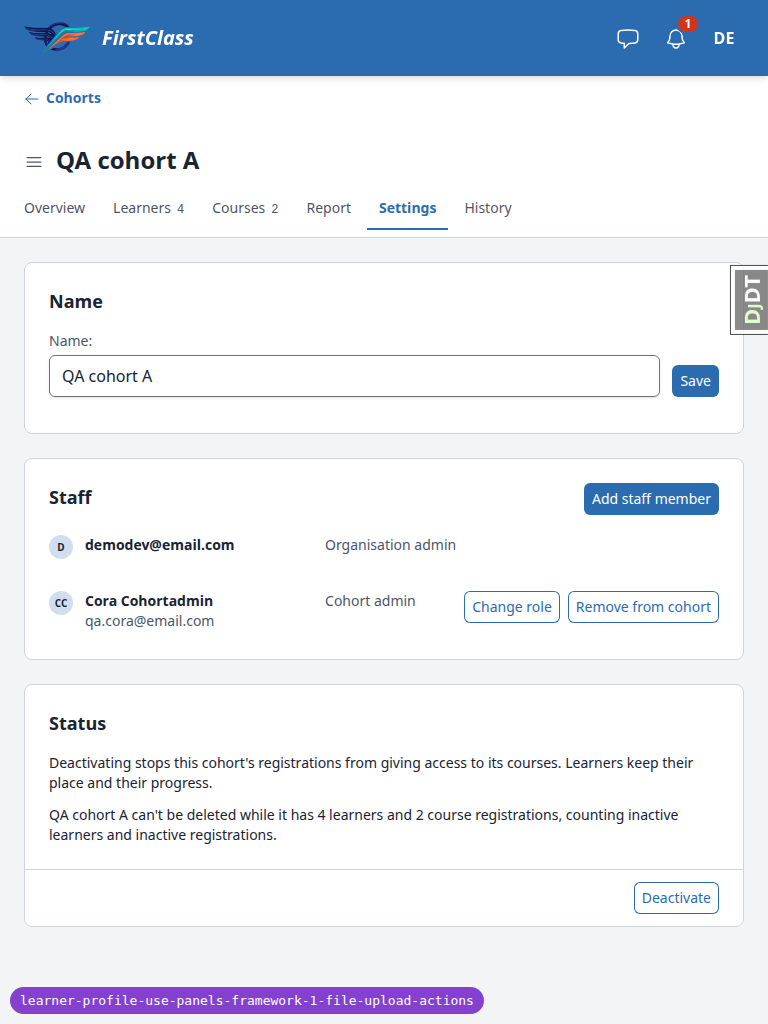 FirstClass
1
DE
Cohorts
QA cohort A
Overview Learners 4 Courses 2 Report Settings History
DjDT
Name
Name:
QA cohort A
Save
Staff
Add staff member
D demodev@email.com Organisation admin
CC Cora Cohortadmin Cohort admin Change role Remove from cohort
qa.cora@email.com
Status
Deactivating stops this cohort's registrations from giving access to its courses. Learners keep their
place and their progress.
QA cohort A can't be deleted while it has 4 learners and 2 course registrations, counting inactive
learners and inactive registrations.
Deactivate
learner-profile-use-panels-framework-1-file-upload-actions